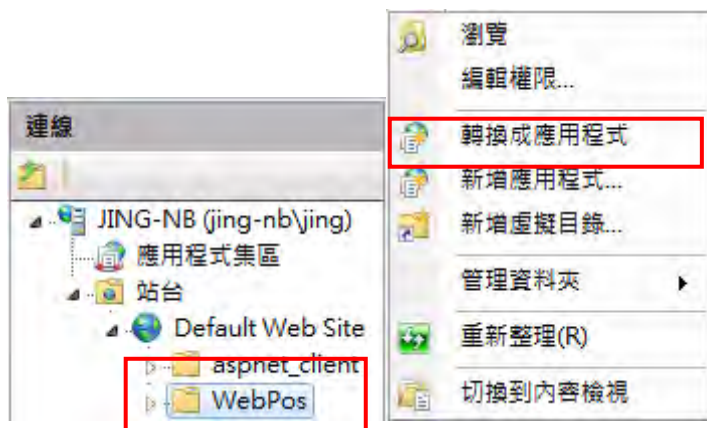 連線
JING-NB (jing-nb\jing)
應用程式集區
站台
Default Web Site
aspnet_client
WebPos
瀏覽
編輯權限...
轉換成應用程式
新增應用程式...
新增虛擬目錄...
管理資料夾
重新整理(R)
切換到內容檢視